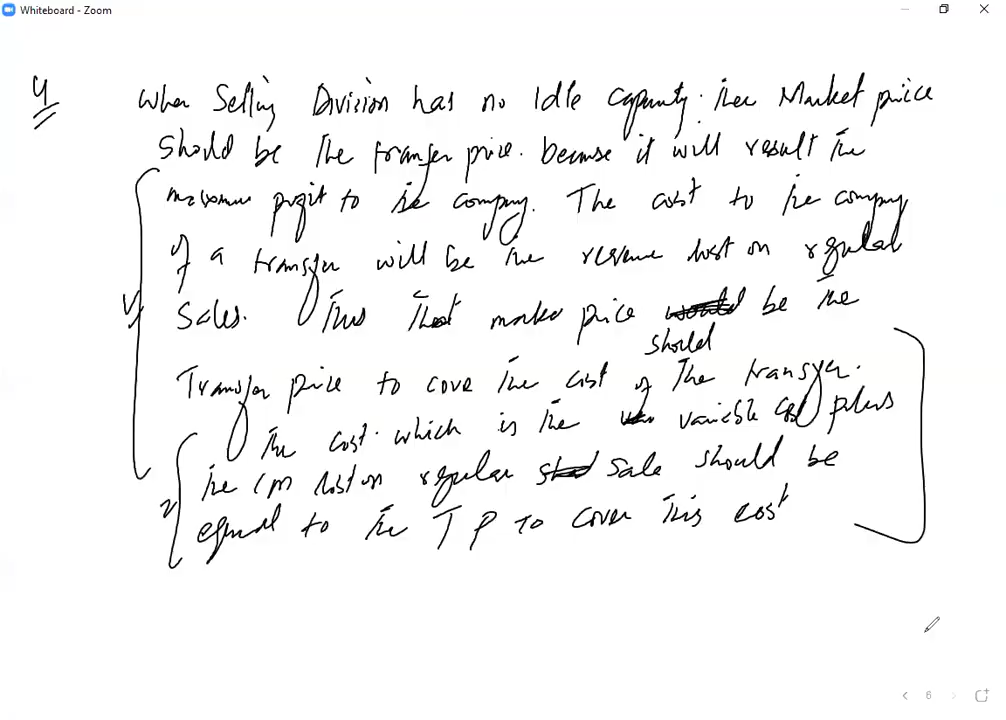 Whiteboard - Zoom
4
When Selling Division has no Idle capacity. then Market price
should be the transfer price. because it will result the
maximum profit to the company. The cost to the company
of a transfer will be the revenue lost on regular
sales. Thus that market price be the
should
Transfer price to cove the cost of the transfer.
the cost. which is the variable cost plus
1
the CM lost on regular sale should be
2
equal to the TP to cover this cost
6